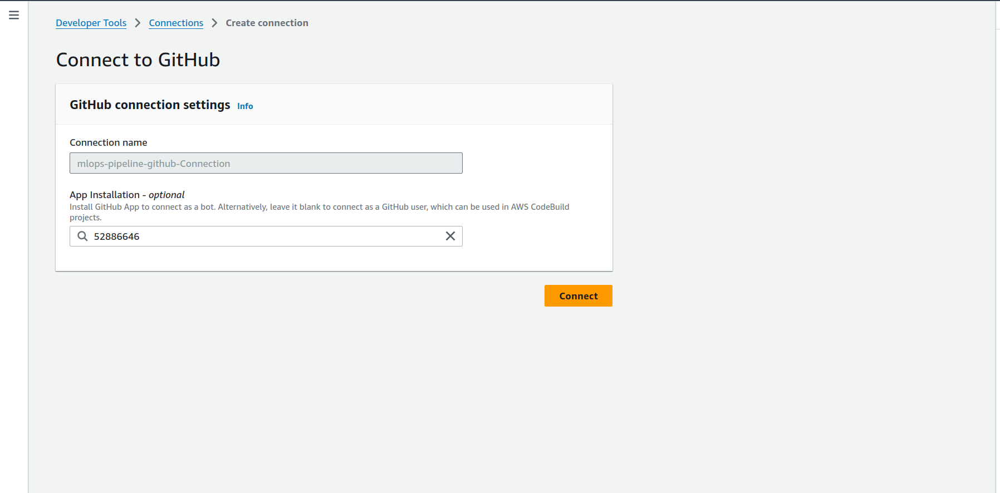 Developer Tools > Connections > Create connection
Connect to GitHub
GitHub connection settings Info
Connection name
mlops-pipeline-github-Connection
App Installation - optional
Install GitHub App to connect as a bot. Alternatively, leave it blank to connect as a GitHub user, which can be used in AWS CodeBuild
projects.
52886646
Connect